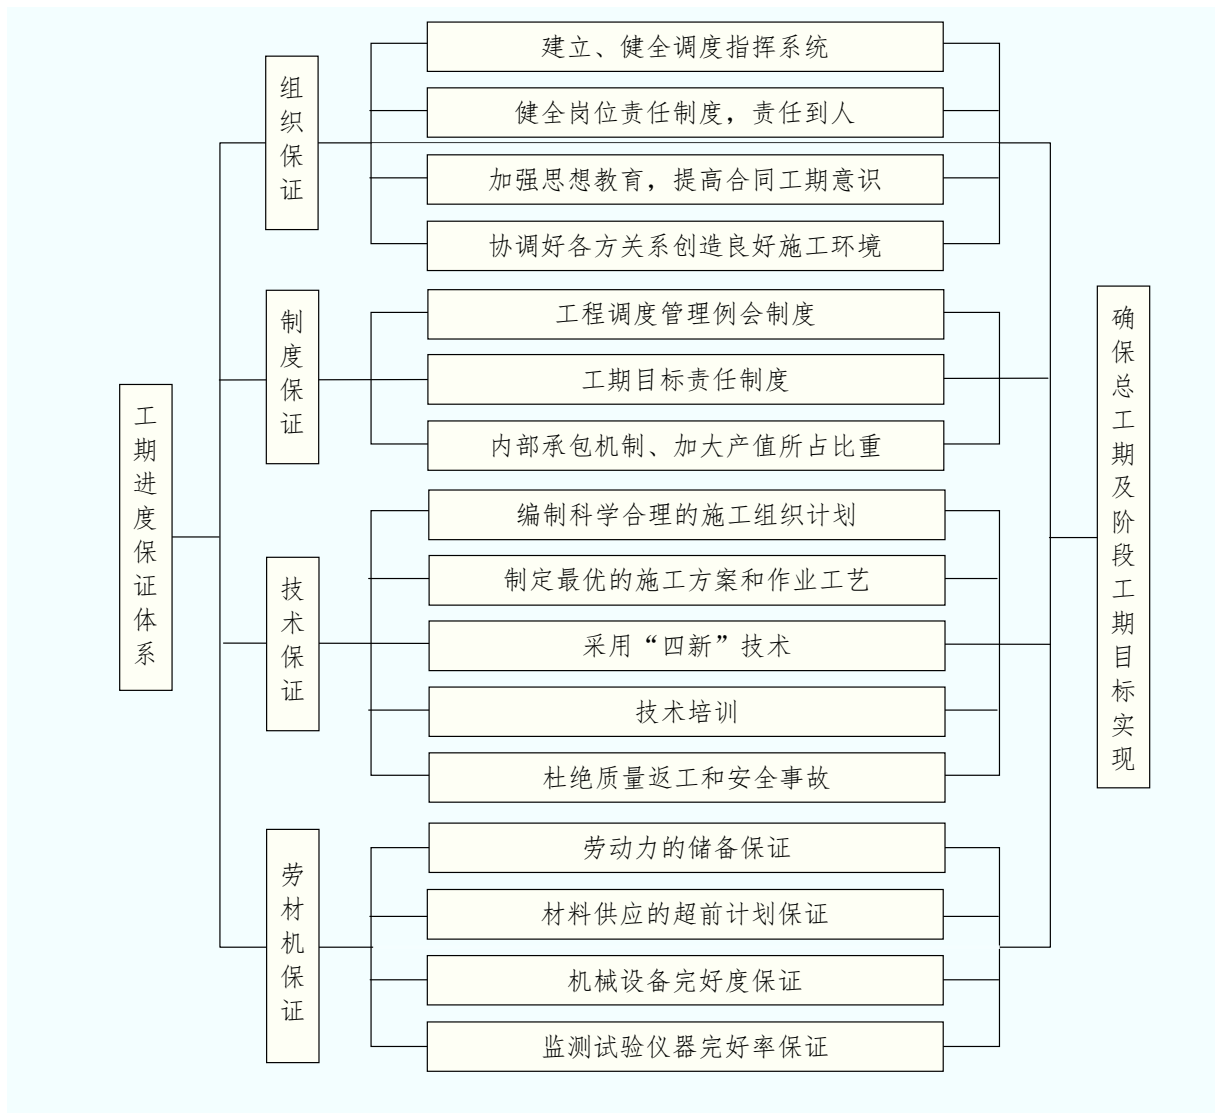 工期进度保证体系
组织保证
建立、健全调度指挥系统
健全岗位责任制度，责任到人
加强思想教育，提高合同工期意识
协调好各方关系创造良好施工环境
制度保证
工程调度管理例会制度
工期目标责任制度
内部承包机制、加大产值所占比重
技术保证
编制科学合理的施工组织计划
制定最优的施工方案和作业工艺
采用“四新”技术
技术培训
杜绝质量返工和安全事故
劳材机保证
劳动力的储备保证
材料供应的超前计划保证
机械设备完好度保证
监测试验仪器完好率保证
确保总工期及阶段工期目标实现